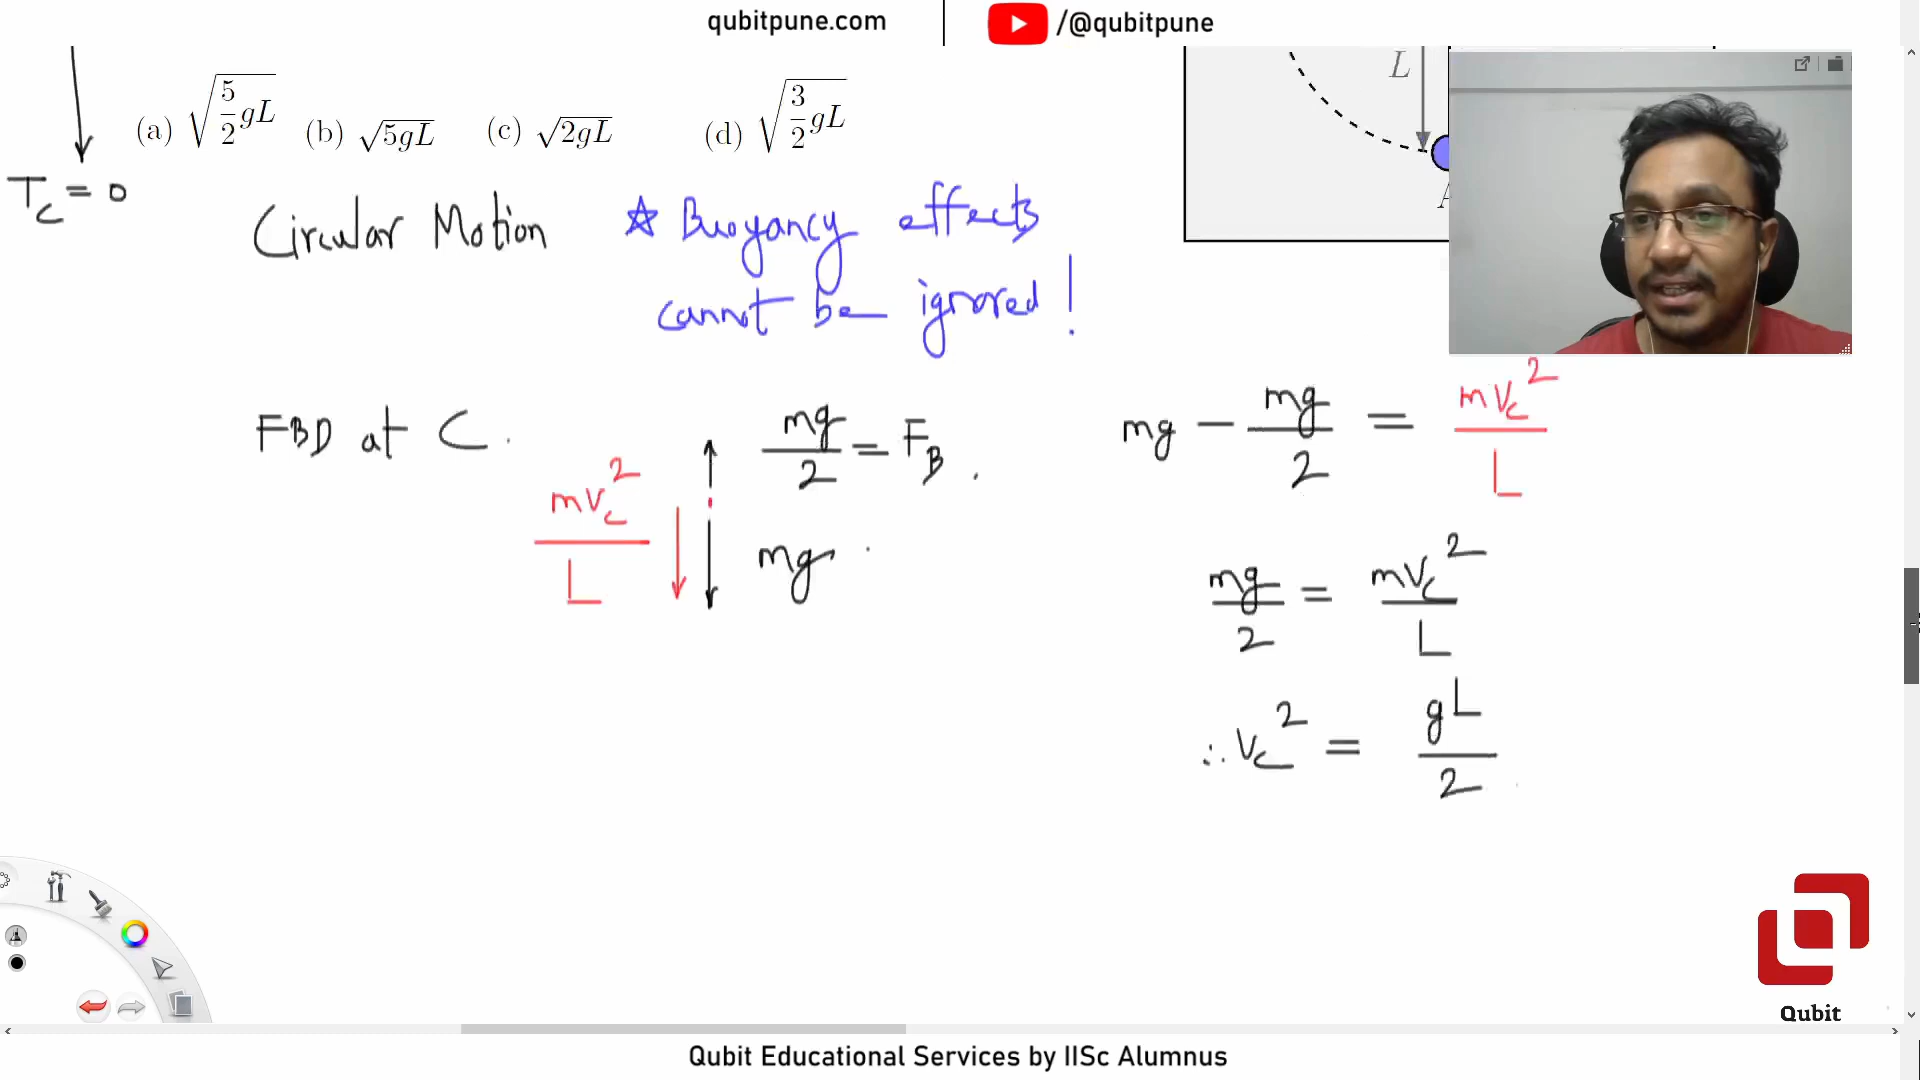 qubitpune.com | /@qubitpune
L
(a) √(5/2 gL) (b) √5gL (c) √2gL (d) √(3/2 gL)
T_C = 0
A
Circular Motion ☆ Buoyancy effects
cannot be ignored!
FBD at C.
mg/2 = F_B.
mv_c²/L
mg
mg − mg/2 = mv_c²/L
mg/2 = mv_c²/L
∴ v_c² = gL/2
Qubit
Qubit Educational Services by IISc Alumnus